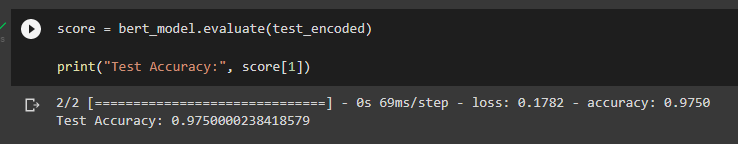 score = bert_model.evaluate(test_encoded)
print("Test Accuracy:", score[1])
2/2 [==============================] - 0s 69ms/step - loss: 0.1782 - accuracy: 0.9750
Test Accuracy: 0.9750000238418579